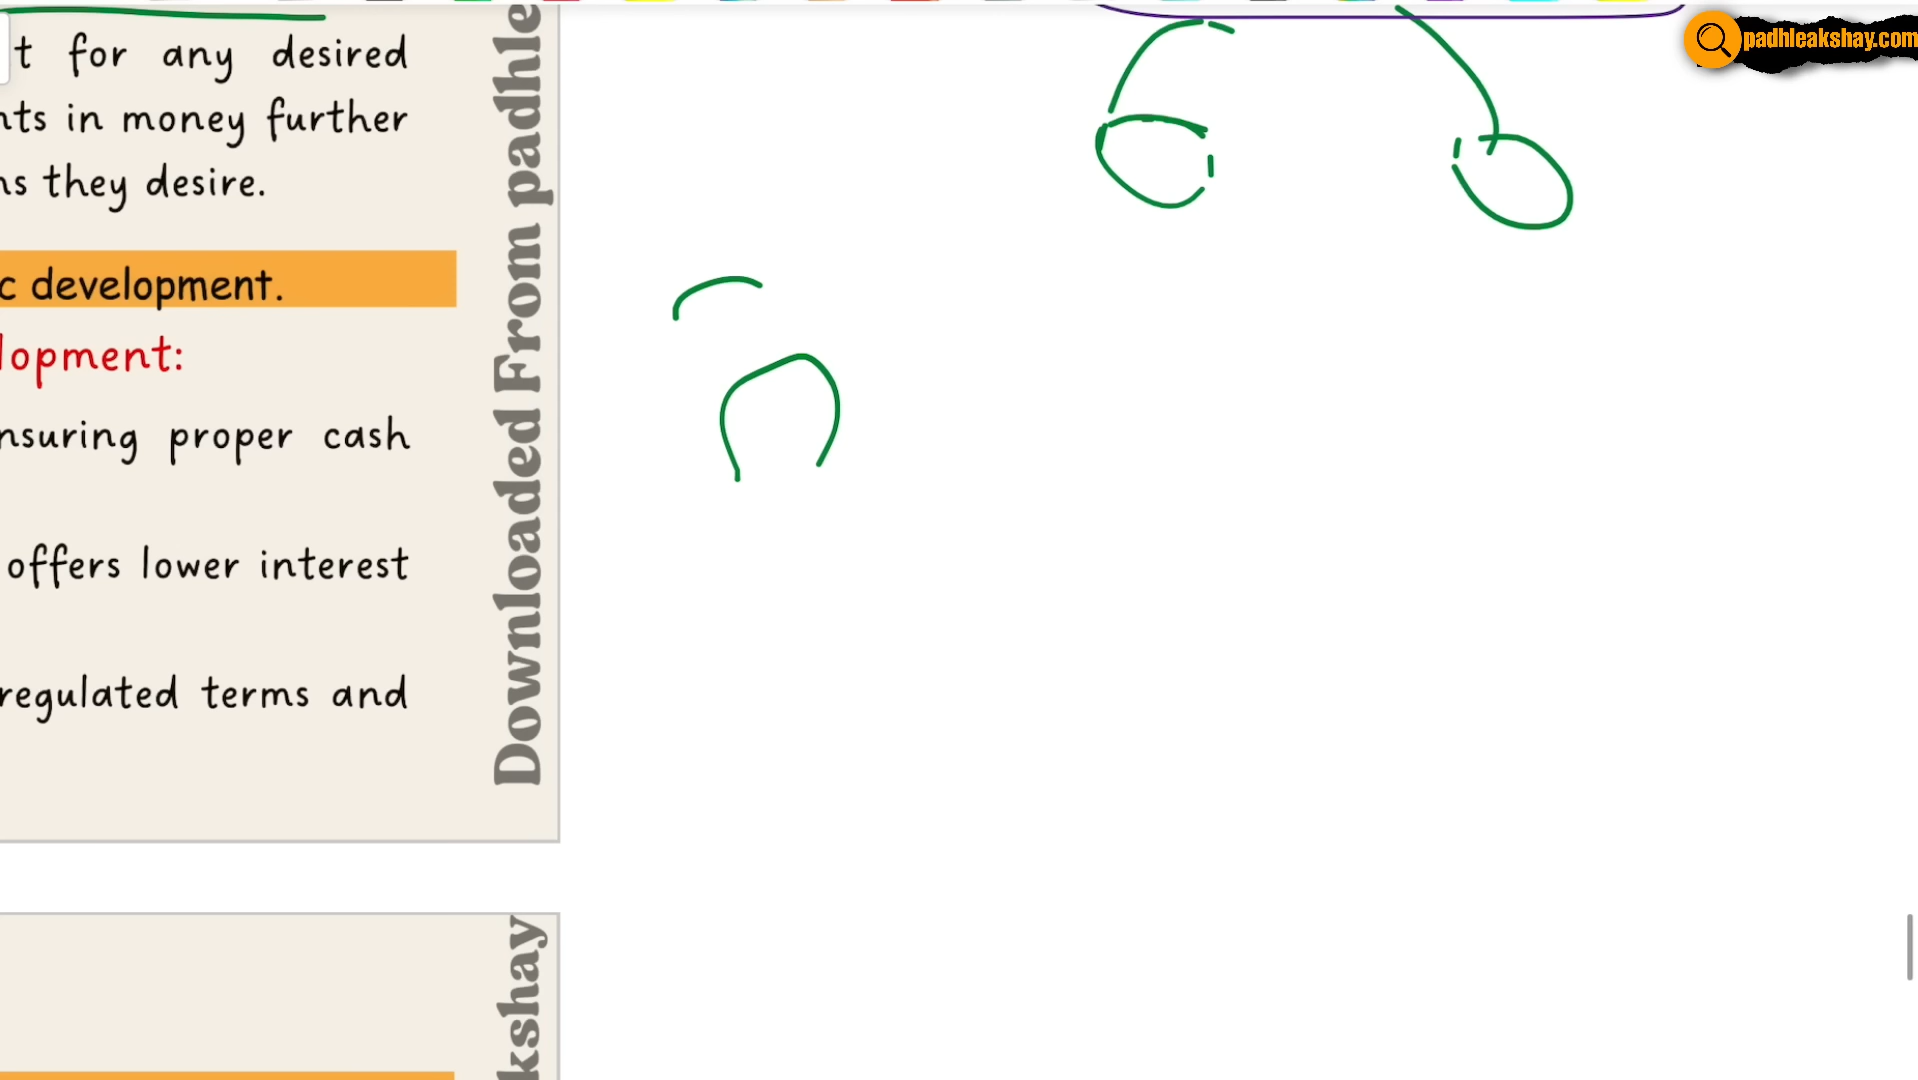 t for any desired
nts in money further
ns they desire.
c development.
lopment:
nsuring proper cash
offers lower interest
regulated terms and
Downloaded From padhle
kshay
padhleakshay.com